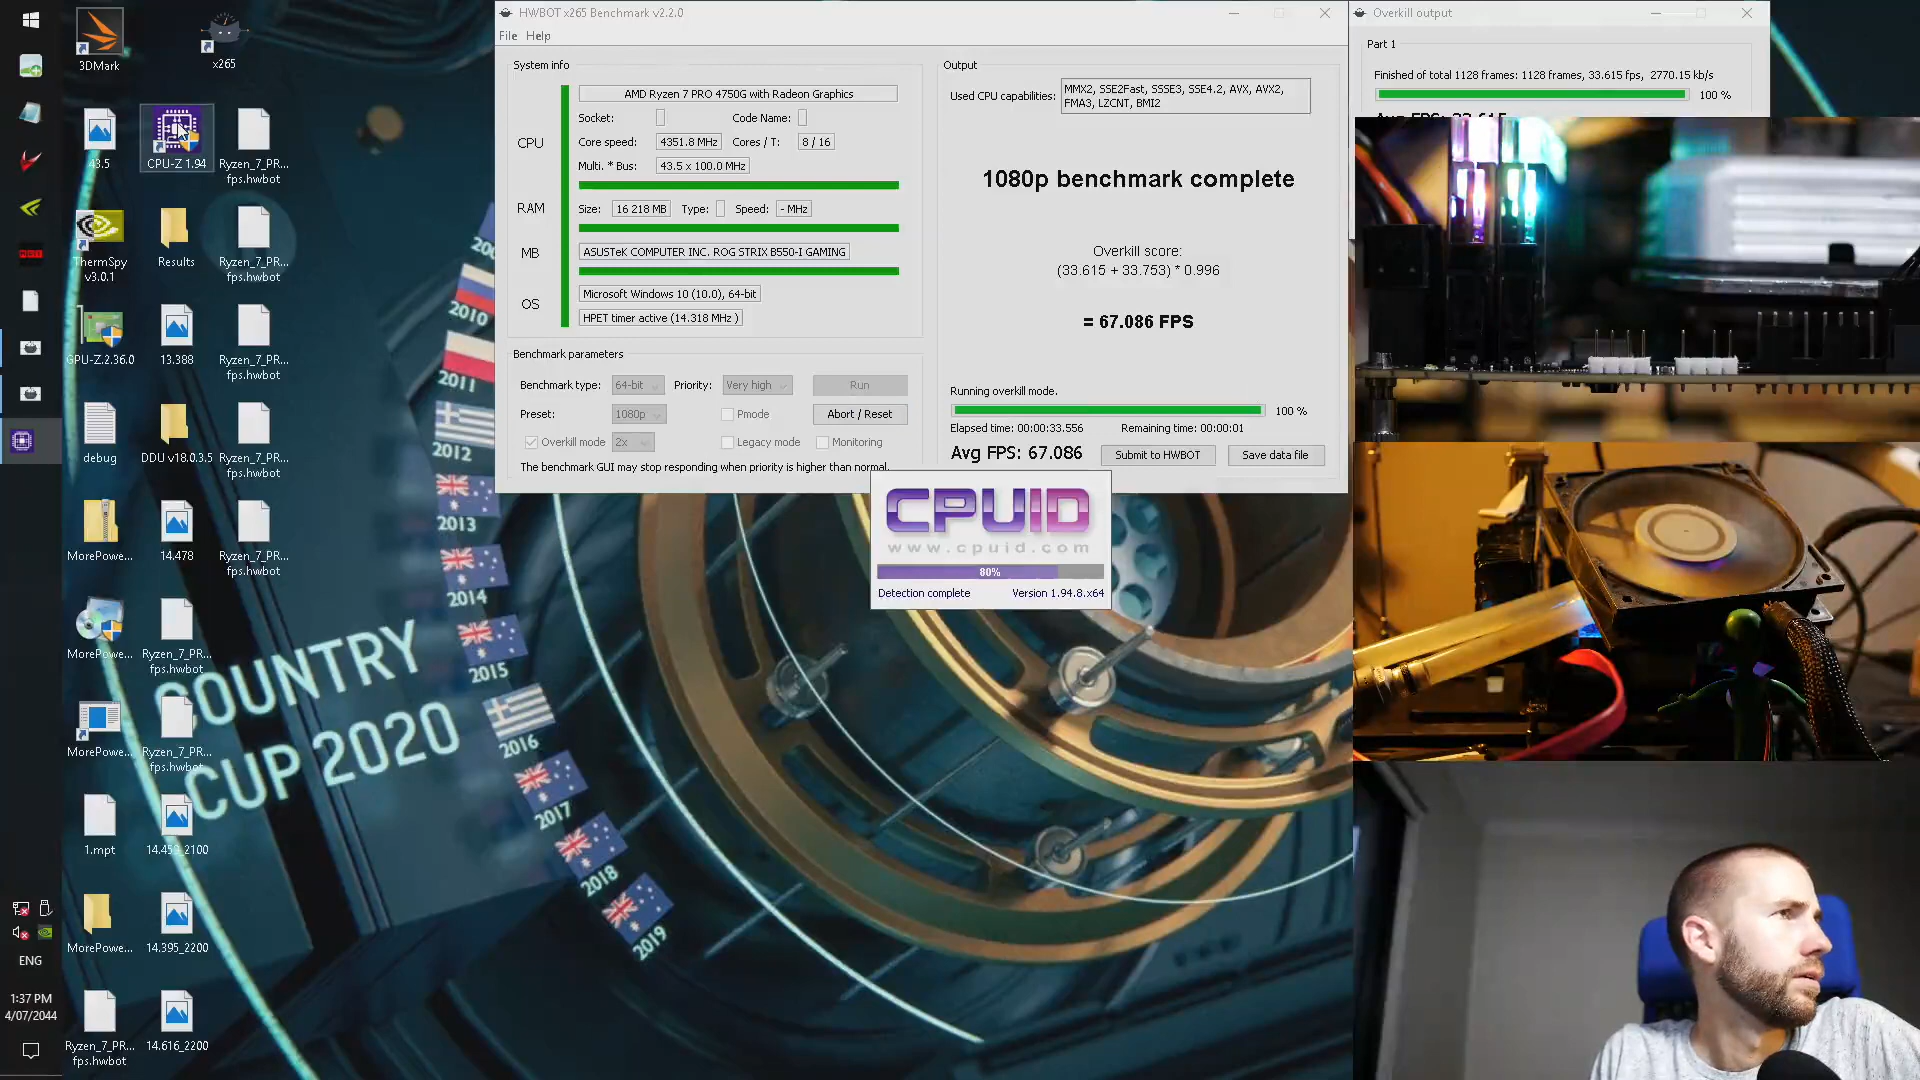 HWBOT x265 Benchmark v2.2.0
File Help
System info
CPU
AMD Ryzen 7 PRO 4750G with Radeon Graphics
Socket:
Code Name:
Core speed: 4351.8 MHz Cores / T: 8 / 16
Multi. * Bus: 43.5 x 100.0 MHz
RAM
Size: 16 218 MB Type: Speed: - MHz
MB
ASUSTeK COMPUTER INC. ROG STRIX B550-I GAMING
OS
Microsoft Windows 10 (10.0), 64-bit
HPET timer active (14.318 MHz )
Benchmark parameters
Benchmark type: 64-bit Priority: Very high Run
Preset: 1080p Pmode Abort / Reset
Overkill mode 2x Legacy mode Monitoring
The benchmark GUI may stop responding when priority is higher than normal.
Output
Used CPU capabilities:
MMX2, SSE2Fast, SSSE3, SSE4.2, AVX, AVX2,
FMA3, LZCNT, BMI2
1080p benchmark complete
Overkill score:
(33.615 + 33.753) * 0.996
= 67.086 FPS
Running overkill mode.
100 %
Elapsed time: 00:00:33.556 Remaining time: 00:00:01
Avg FPS: 67.086 Submit to HWBOT Save data file
Overkill output
Part 1
Finished of total 1128 frames: 1128 frames, 33.615 fps, 2770.15 kb/s
100 %
Avg FPS: 33.615
CPUID
www.cpuid.com
80%
Detection complete Version 1.94.8.x64
3DMark
x265
43.5
CPU-Z 1.94
Ryzen_7_PR...
fps.hwbot
ThermSpy
v3.0.1
Results
Ryzen_7_PR...
fps.hwbot
GPU-Z.2.36.0
13.388
Ryzen_7_PR...
fps.hwbot
debug
DDU v18.0.3.5
Ryzen_7_PR...
fps.hwbot
MorePowe...
14.478
Ryzen_7_PR...
fps.hwbot
MorePowe...
Ryzen_7_PR...
fps.hwbot
MorePowe...
Ryzen_7_PR...
fps.hwbot
1.mpt
14.459_2100
MorePowe...
14.395_2200
Ryzen_7_PR...
fps.hwbot
14.616_2200
COUNTRY
CUP 2020
2010
2011
2012
2013
2014
2015
2016
2017
2018
2019
ENG
1:37 PM
4/07/2044